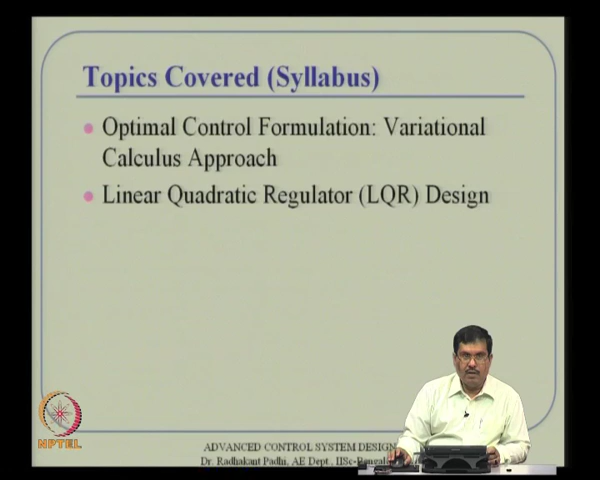 Topics Covered (Syllabus)
Optimal Control Formulation: Variational
Calculus Approach
Linear Quadratic Regulator (LQR) Design
NPTEL
ADVANCED CONTROL SYSTEM DESIGN
Dr. Radhakant Padhi, AE Dept., IISc-Bangalore